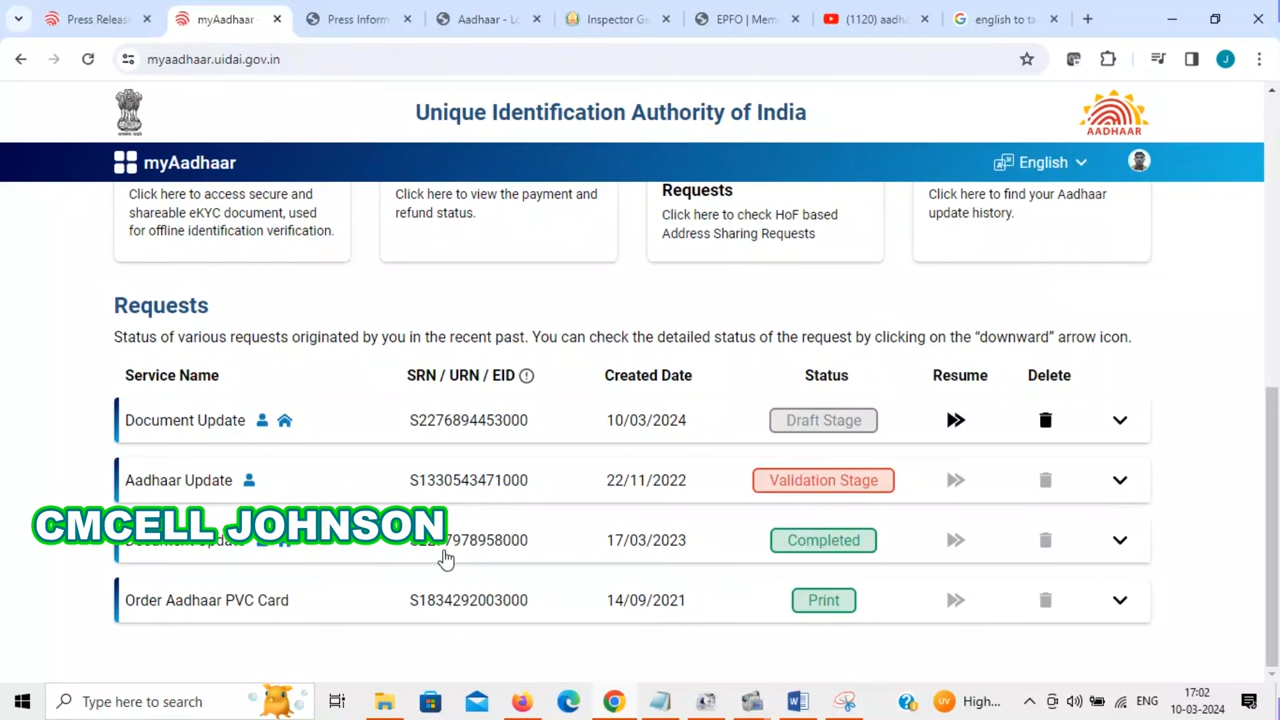 Press Releas
myAadhaar
Press Inform
Aadhaar - Lo
Inspector Ge
EPFO | Mem
(1120) aadh
english to ta
myaadhaar.uidai.gov.in
J
Unique Identification Authority of India
AADHAAR
myAadhaar
English
Click here to access secure and
shareable eKYC document, used
for offline identification verification.
Click here to view the payment and
refund status.
Requests
Click here to check HoF based
Address Sharing Requests
Click here to find your Aadhaar
update history.
Requests
Status of various requests originated by you in the recent past. You can check the detailed status of the request by clicking on the “downward” arrow icon.
Service Name SRN / URN / EID Created Date Status Resume Delete
Document Update S2276894453000 10/03/2024 Draft Stage
Aadhaar Update S1330543471000 22/11/2022 Validation Stage
CMCELL JOHNSON
17/03/2023 Completed
Order Aadhaar PVC Card S1834292003000 14/09/2021 Print
Type here to search
UV High...
ENG
17:02
10-03-2024